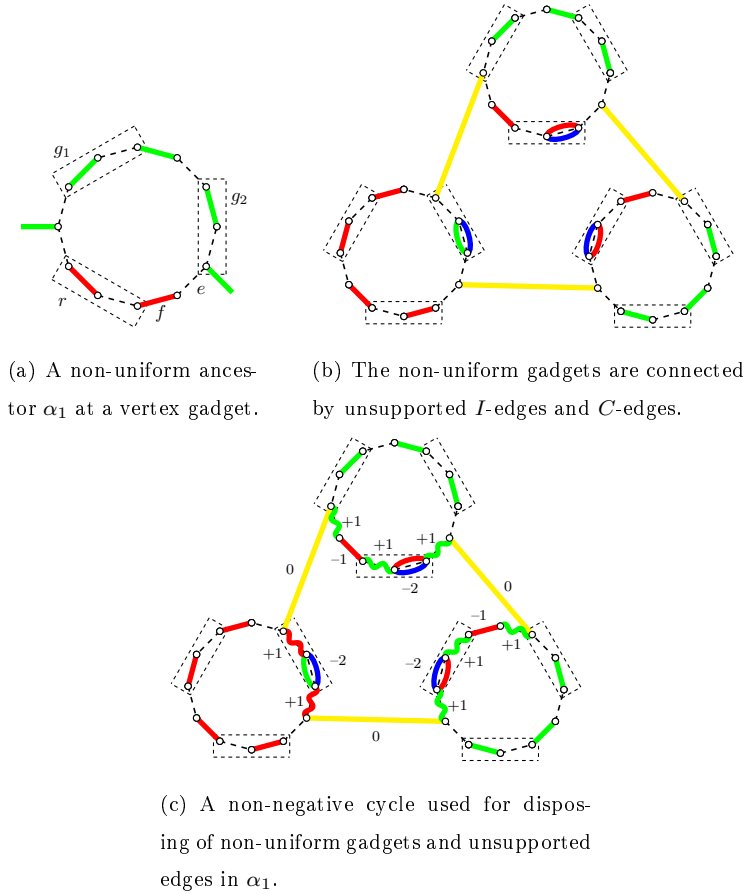 g₁
g₂
r
f
e
(a) A non-uniform ances-
tor α₁ at a vertex gadget.
(b) The non-uniform gadgets are connected
by unsupported I-edges and C-edges.
+1
+1
+1
−1
−2
0
0
−1
+1
+1
−2
+1
+1
−2
+1
0
(c) A non-negative cycle used for dispos-
ing of non-uniform gadgets and unsupported
edges in α₁.